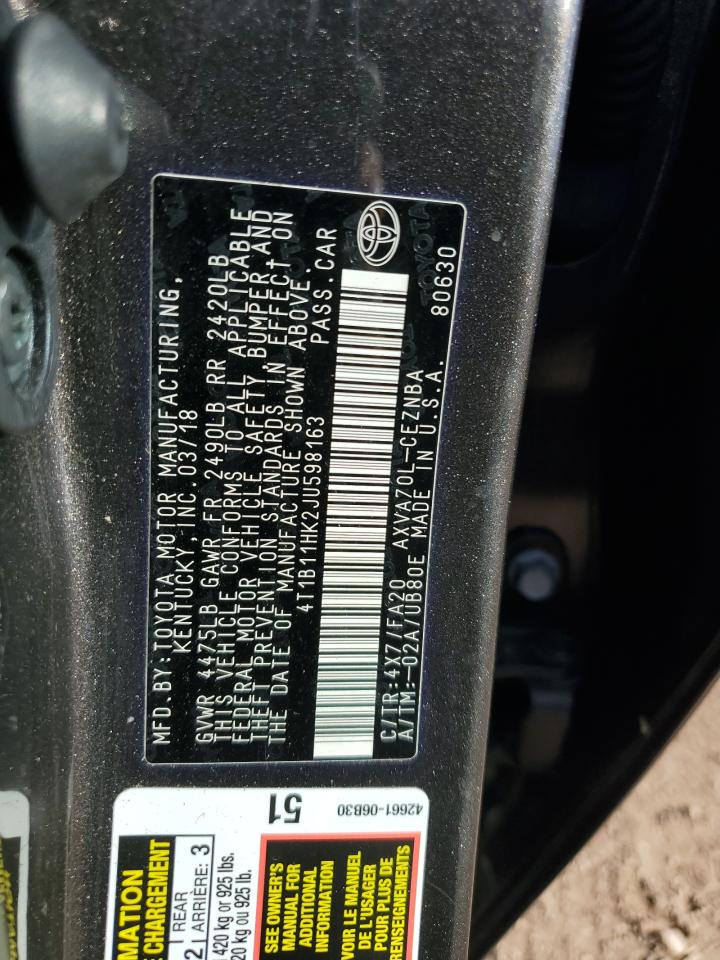 MFD. BY: TOYOTA MOTOR MANUFACTURING,
KENTUCKY, INC. 03/18
GVWR 4475LB GAWR FR 2490LB RR 2420LB
THIS VEHICLE CONFORMS TO ALL APPLICABLE
FEDERAL MOTOR VEHICLE SAFETY, BUMPER, AND
THEFT PREVENTION STANDARDS IN EFFECT ON
THE DATE OF MANUFACTURE SHOWN ABOVE.
4T1B11HK2JU598163 PASS. CAR
C/TR: 4X7/FA20 AXVA70L-CEZNBA
A/TM: -02A/UB80E MADE IN U.S.A. 80630
TOYOTA
51
42661-06B30
CHARGEMENT
REAR
ARRIÈRE: 3
2
420 kg or 925 lbs.
ou 925 lb.
SEE OWNER'S
MANUAL FOR
ADDITIONAL
INFORMATION
VOIR LE MANUEL
DE L'USAGER
POUR PLUS DE
RENSEIGNEMENTS